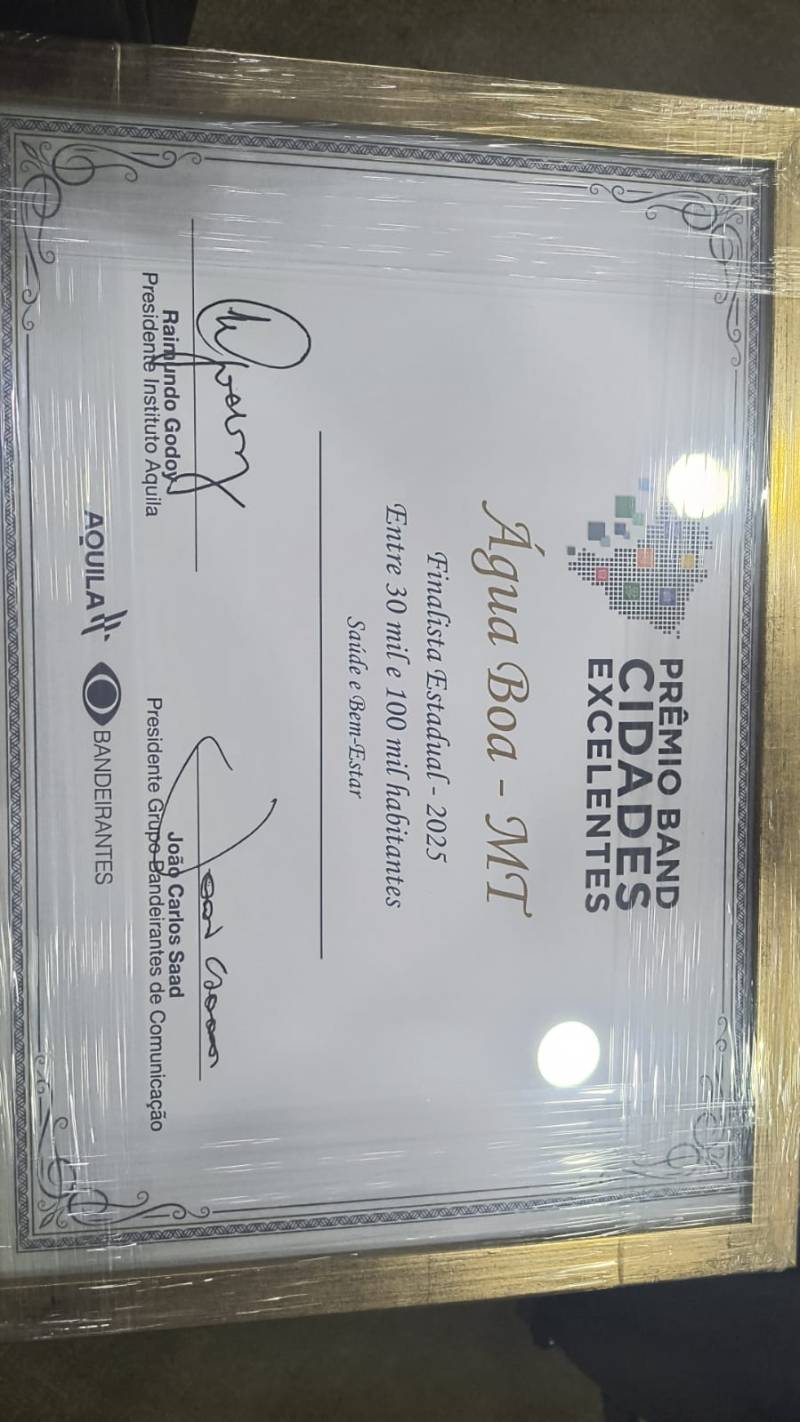 PRÊMIO BAND
CIDADES
EXCELENTES
Água Boa - MT
Finalista Estadual - 2025
Entre 30 mil e 100 mil habitantes
Saúde e Bem-Estar
Raimundo Godoy
Presidente Instituto Aquila
João Carlos Saad
Presidente Grupo Bandeirantes de Comunicação
AQUILA
BANDEIRANTES